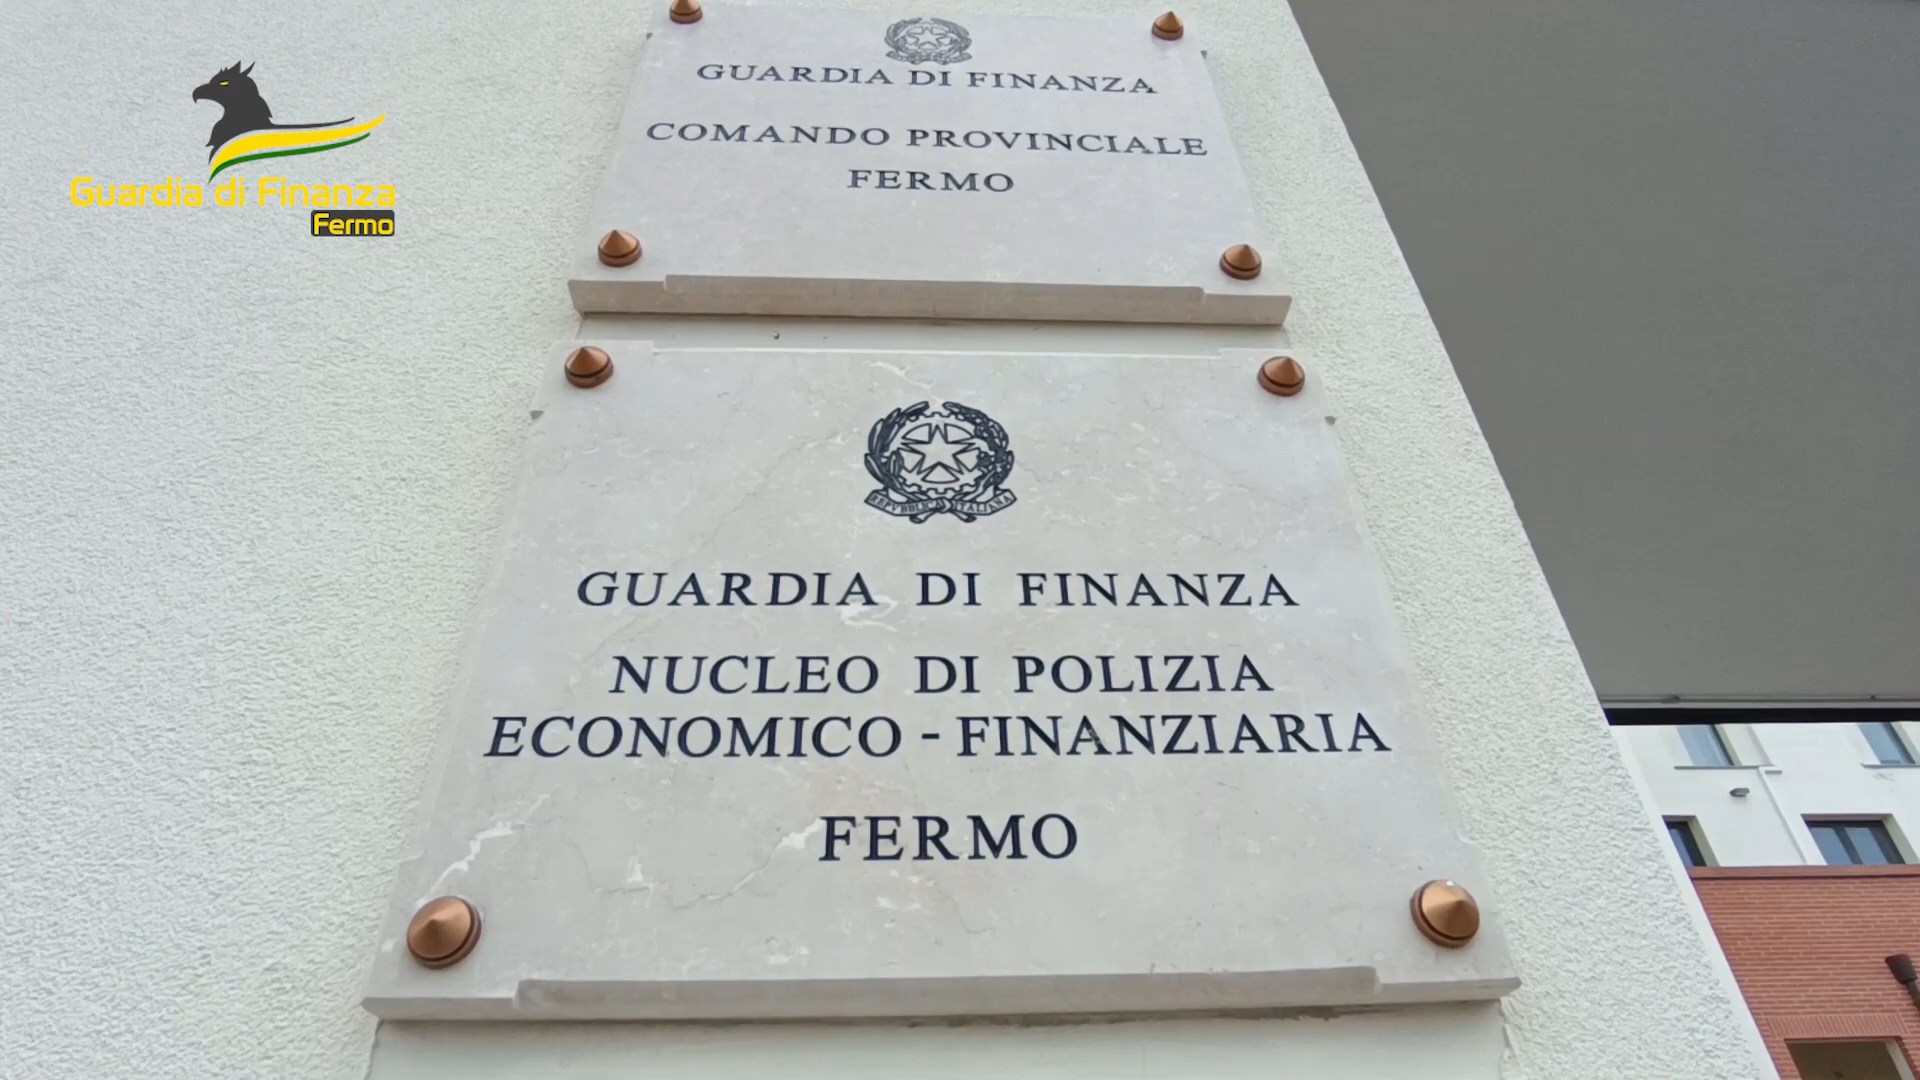 Guardia di Finanza
Fermo
GUARDIA DI FINANZA
COMANDO PROVINCIALE
FERMO
REPVBBLICA ITALIANA
GUARDIA DI FINANZA
NUCLEO DI POLIZIA
ECONOMICO - FINANZIARIA
FERMO